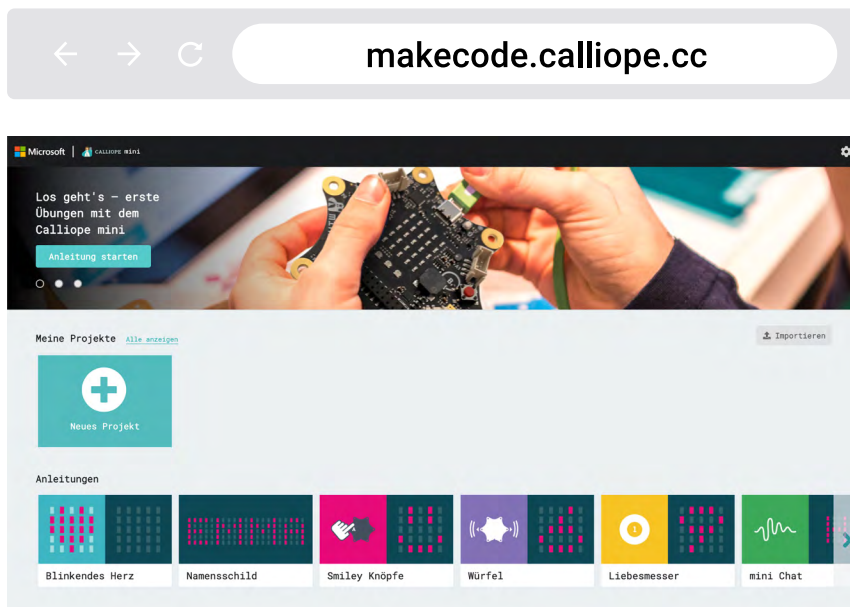 makecode.calliope.cc
Microsoft | CALLIOPE mini
Los geht's – erste
Übungen mit dem
Calliope mini
Anleitung starten
Meine Projekte Alle anzeigen
Importieren
Neues Projekt
Anleitungen
1
Blinkendes Herz
Namensschild
Smiley Knöpfe
Würfel
Liebesmesser
mini Chat